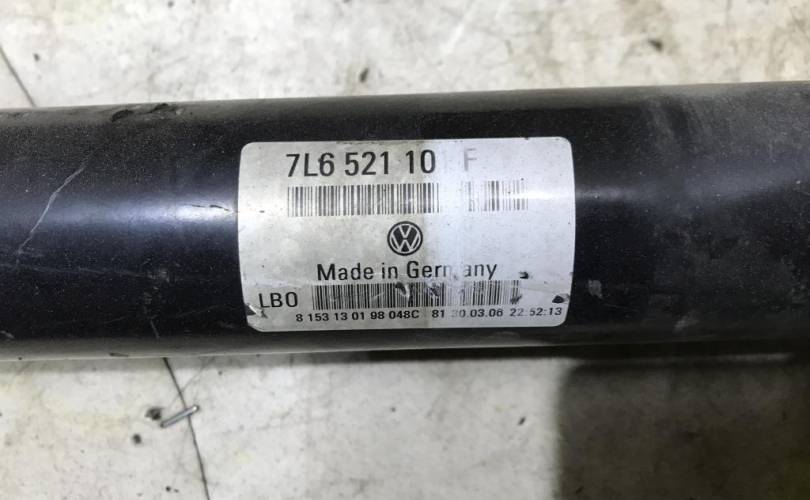 7L6 521 10 F
Made in Germany
LBO
8 153 13 01 98 048C 81 30.03.06 22:52:13